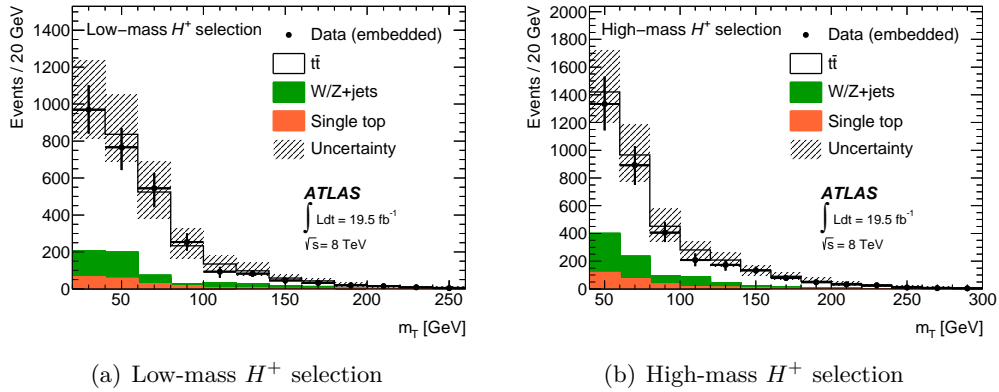 Events / 20 GeV
1400
1200
1000
800
600
400
200
0
Low−mass H+ selection
Data (embedded)
tt̄
W/Z+jets
Single top
Uncertainty
ATLAS
∫ Ldt = 19.5 fb-1
√s = 8 TeV
50 100 150 200 250
mT [GeV]
(a) Low-mass H+ selection
Events / 20 GeV
2000
1800
1600
1400
1200
1000
800
600
400
200
0
High−mass H+ selection
Data (embedded)
tt̄
W/Z+jets
Single top
Uncertainty
ATLAS
∫ Ldt = 19.5 fb-1
√s = 8 TeV
50 100 150 200 250 300
mT [GeV]
(b) High-mass H+ selection